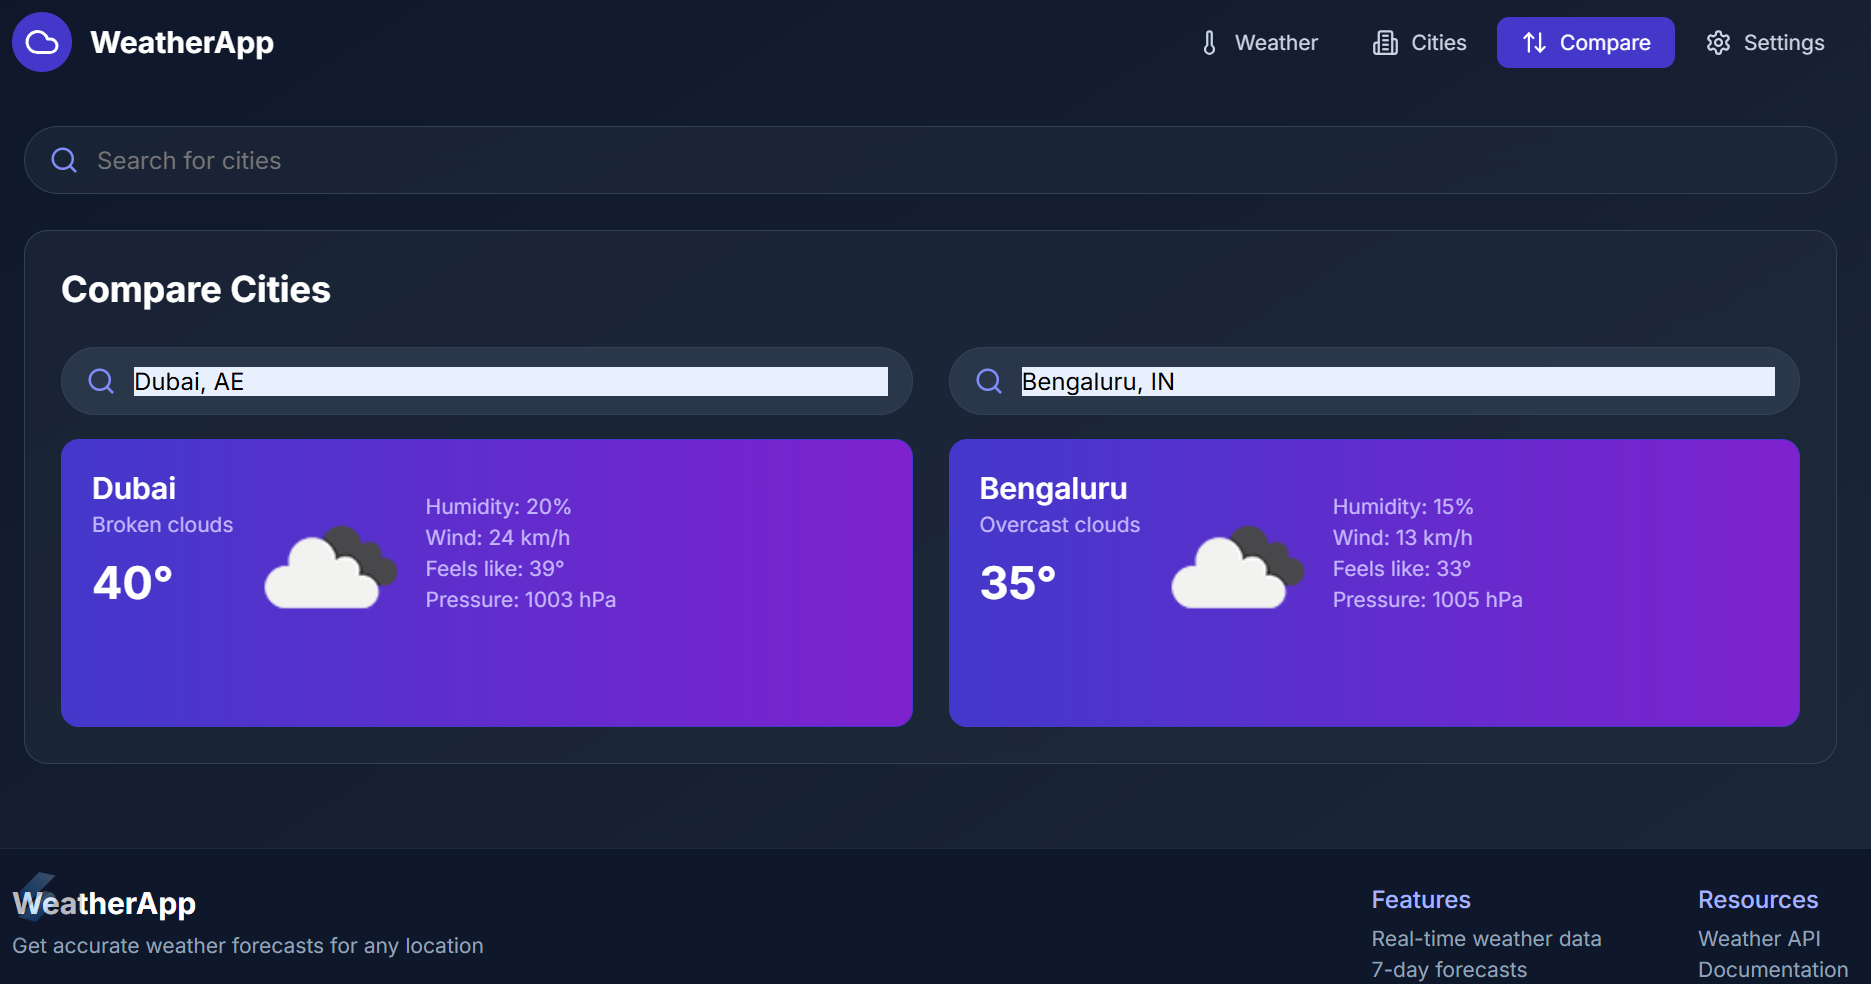 WeatherApp
Weather
Cities
Compare
Settings
Search for cities
Compare Cities
Dubai, AE
Bengaluru, IN
Dubai
Broken clouds
40°
Humidity: 20%
Wind: 24 km/h
Feels like: 39°
Pressure: 1003 hPa
Bengaluru
Overcast clouds
35°
Humidity: 15%
Wind: 13 km/h
Feels like: 33°
Pressure: 1005 hPa
WeatherApp
Get accurate weather forecasts for any location
Features
Real-time weather data
7-day forecasts
Resources
Weather API
Documentation